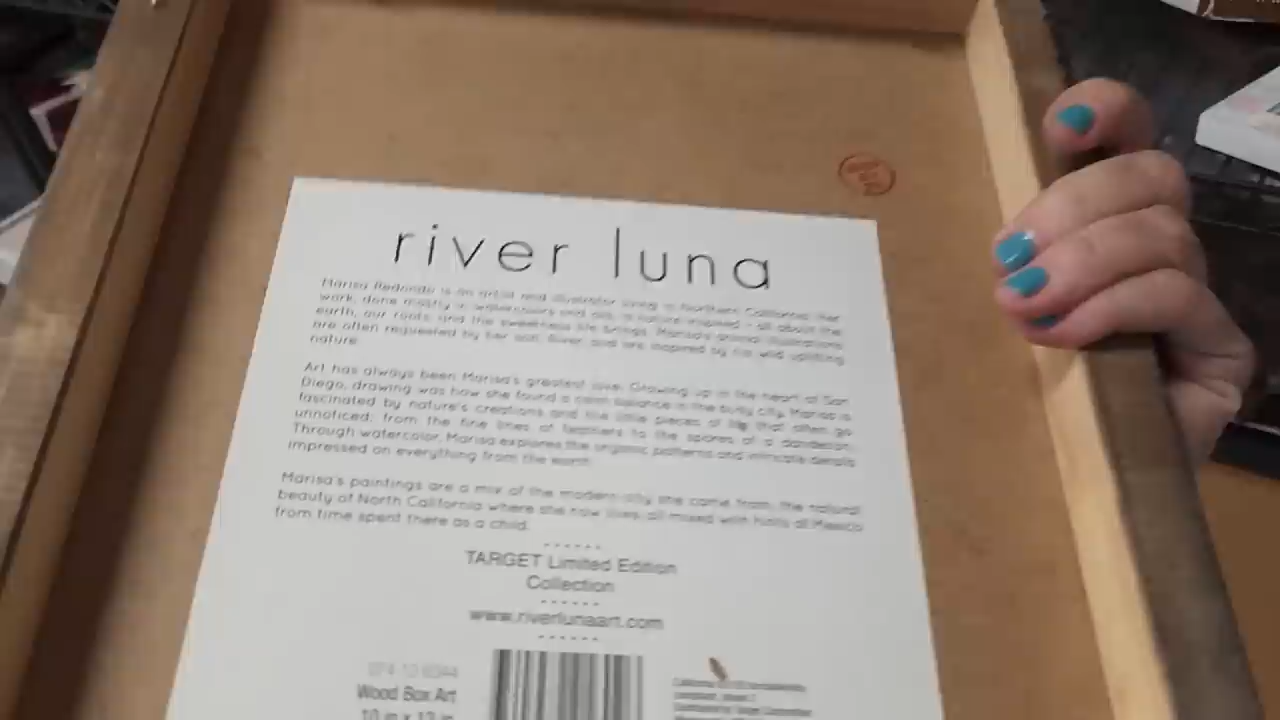 river luna
Marisa Redondo is an artist and illustrator living in Northern California. Her
work, done mostly in watercolors and oils, is nature inspired - all about the
earth, our roots, and the sweetness life brings. Marisa's animal illustrations
are often requested by her son, River, and are inspired by his wild uplifting
nature.
Art has always been Marisa's greatest love. Growing up in the heart of San
Diego, drawing was how she found a calm balance in the busy city. Marisa is
fascinated by nature's creations and the little pieces of life that often go
unnoticed; from the fine lines of feathers to the spores of a dandelion.
Through watercolor, Marisa explores the organic patterns and intricate details
impressed on everything from the earth.
Marisa's paintings are a mix of the modern city she came from, the natural
beauty of North California where she now lives, all mixed with hints of Mexico
from time spent there as a child.
TARGET Limited Edition
Collection
www.riverlunaart.com
Wood Box Art
10 in x 13 in